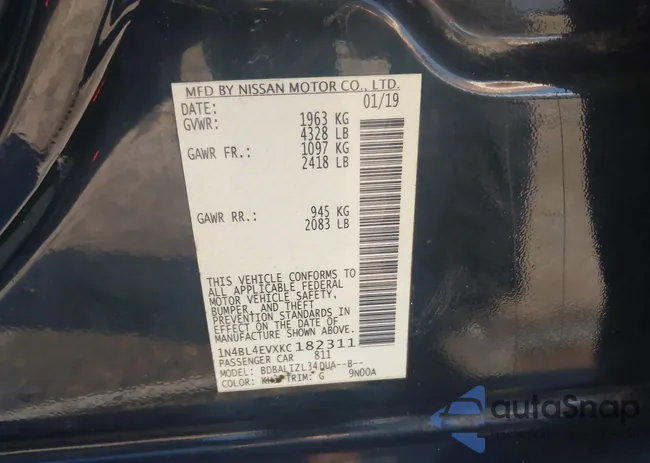 MFD BY NISSAN MOTOR CO., LTD.
DATE: 01/19
GVWR: 1963 KG
4328 LB
GAWR FR.: 1097 KG
2418 LB
GAWR RR.: 945 KG
2083 LB
THIS VEHICLE CONFORMS TO
ALL APPLICABLE FEDERAL
MOTOR VEHICLE SAFETY,
BUMPER, AND THEFT
PREVENTION STANDARDS IN
EFFECT ON THE DATE OF
MANUFACTURE SHOWN ABOVE.
1N4BL4EVXKC182311
PASSENGER CAR 811
MODEL: BDBALIZL34DUA--B--
COLOR: TRIM: G 9N00A
autoSnap